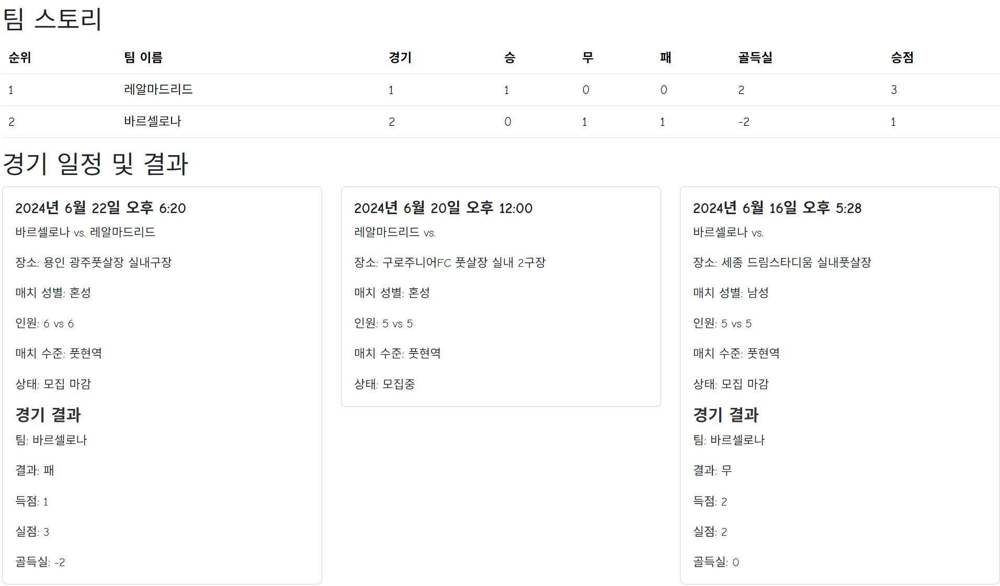 팀 스토리
순위 팀 이름 경기 승 무 패 골득실 승점
1 레알마드리드 1 1 0 0 2 3
2 바르셀로나 2 0 1 1 -2 1
경기 일정 및 결과
2024년 6월 22일 오후 6:20
바르셀로나 vs. 레알마드리드
장소: 용인 광주풋살장 실내구장
매치 성별: 혼성
인원: 6 vs 6
매치 수준: 풋현역
상태: 모집 마감
경기 결과
팀: 바르셀로나
결과: 패
득점: 1
실점: 3
골득실: -2
2024년 6월 20일 오후 12:00
레알마드리드 vs.
장소: 구로주니어FC 풋살장 실내 2구장
매치 성별: 혼성
인원: 5 vs 5
매치 수준: 풋현역
상태: 모집중
2024년 6월 16일 오후 5:28
바르셀로나 vs.
장소: 세종 드림스타디움 실내풋살장
매치 성별: 남성
인원: 5 vs 5
매치 수준: 풋현역
상태: 모집 마감
경기 결과
팀: 바르셀로나
결과: 무
득점: 2
실점: 2
골득실: 0